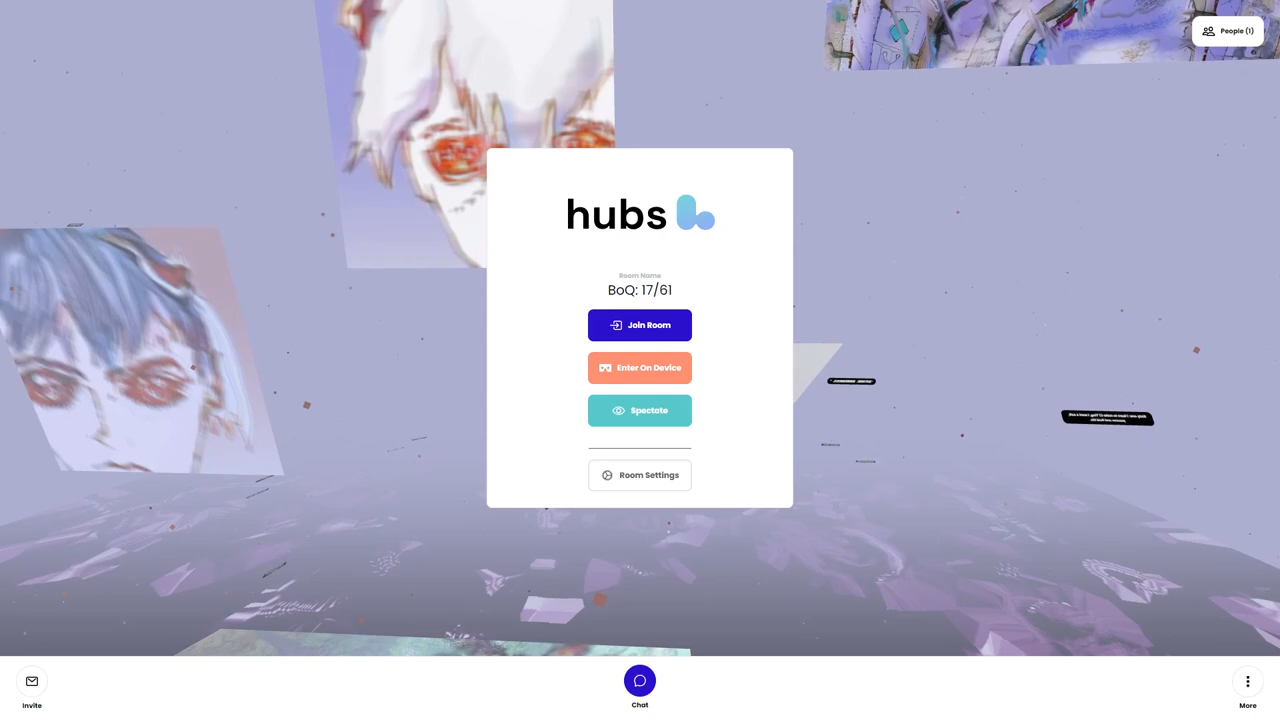 People (1)
hubs
Room Name
BoQ: 17/61
Join Room
Enter On Device
Spectate
Room Settings
Invite
Chat
More